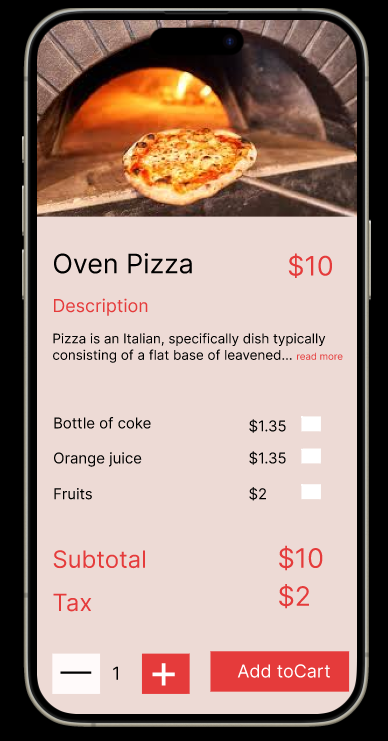 Oven Pizza $10
Description
Pizza is an Italian, specifically dish typically
consisting of a flat base of leavened... read more
Bottle of coke $1.35
Orange juice $1.35
Fruits $2
Subtotal $10
Tax $2
1 Add toCart